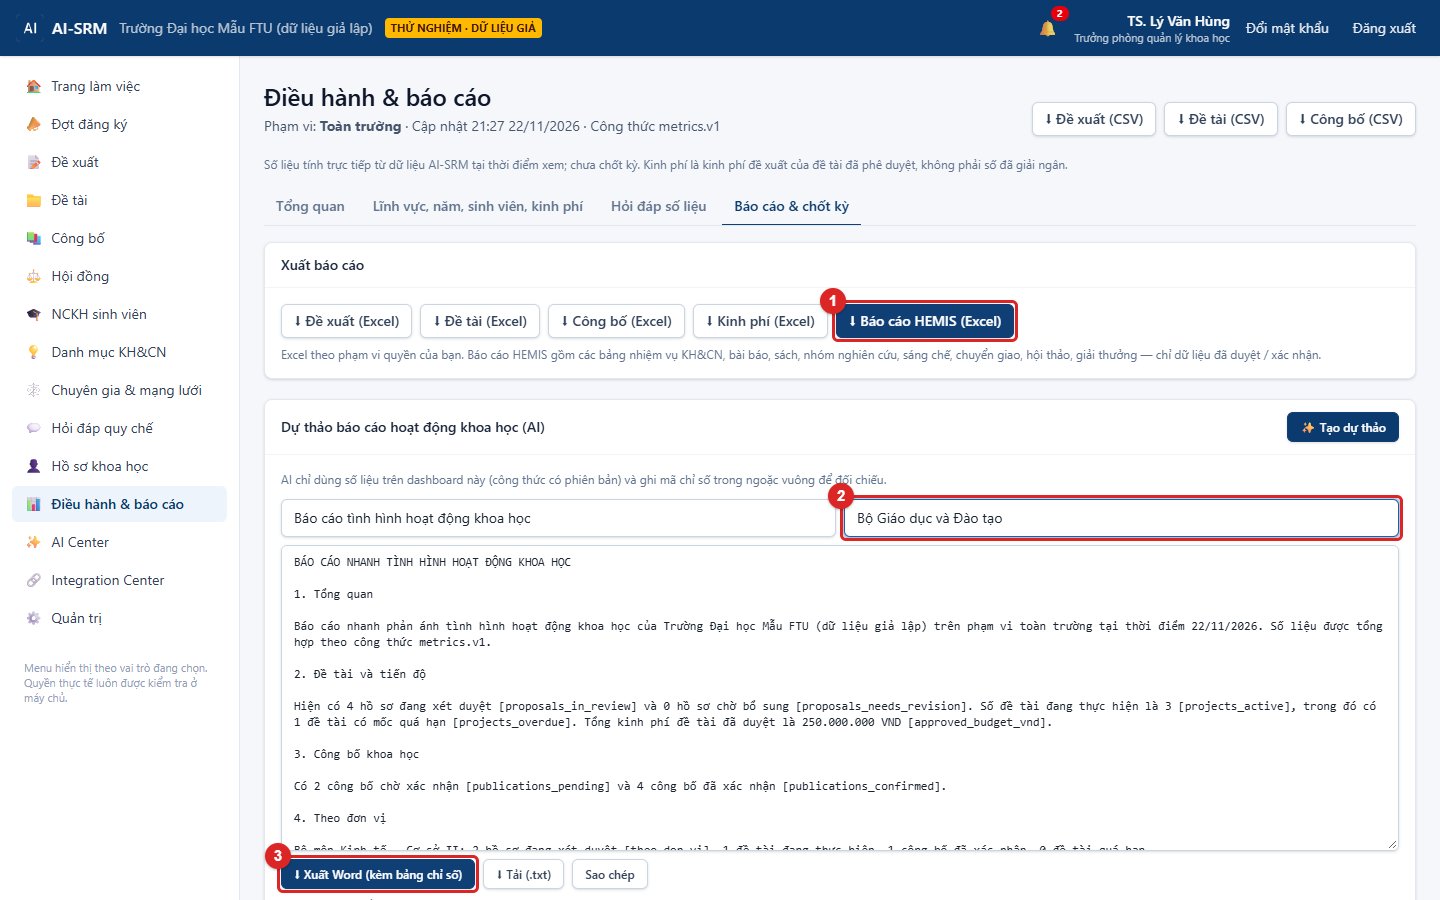 AI AI-SRM Trường Đại học Mẫu FTU (dữ liệu giả lập) THỬ NGHIỆM · DỮ LIỆU GIẢ
2
TS. Lý Văn Hùng
Trưởng phòng quản lý khoa học
Đổi mật khẩu
Đăng xuất
Trang làm việc
Đợt đăng ký
Đề xuất
Đề tài
Công bố
Hội đồng
NCKH sinh viên
Danh mục KH&CN
Chuyên gia & mạng lưới
Hỏi đáp quy chế
Hồ sơ khoa học
Điều hành & báo cáo
AI Center
Integration Center
Quản trị
Menu hiển thị theo vai trò đang chọn.
Quyền thực tế luôn được kiểm tra ở
máy chủ.
Điều hành & báo cáo
Phạm vi: Toàn trường · Cập nhật 21:27 22/11/2026 · Công thức metrics.v1
⬇ Đề xuất (CSV)
⬇ Đề tài (CSV)
⬇ Công bố (CSV)
Số liệu tính trực tiếp từ dữ liệu AI-SRM tại thời điểm xem; chưa chốt kỳ. Kinh phí là kinh phí đề xuất của đề tài đã phê duyệt, không phải số đã giải ngân.
Tổng quan
Lĩnh vực, năm, sinh viên, kinh phí
Hỏi đáp số liệu
Báo cáo & chốt kỳ
Xuất báo cáo
⬇ Đề xuất (Excel)
⬇ Đề tài (Excel)
⬇ Công bố (Excel)
⬇ Kinh phí (Excel)
1
⬇ Báo cáo HEMIS (Excel)
Excel theo phạm vi quyền của bạn. Báo cáo HEMIS gồm các bảng nhiệm vụ KH&CN, bài báo, sách, nhóm nghiên cứu, sáng chế, chuyển giao, hội thảo, giải thưởng — chỉ dữ liệu đã duyệt / xác nhận.
Dự thảo báo cáo hoạt động khoa học (AI)
✨ Tạo dự thảo
AI chỉ dùng số liệu trên dashboard này (công thức có phiên bản) và ghi mã chỉ số trong ngoặc vuông để đối chiếu.
Báo cáo tình hình hoạt động khoa học
2
Bộ Giáo dục và Đào tạo
BÁO CÁO NHANH TÌNH HÌNH HOẠT ĐỘNG KHOA HỌC
1. Tổng quan
Báo cáo nhanh phản ánh tình hình hoạt động khoa học của Trường Đại học Mẫu FTU (dữ liệu giả lập) trên phạm vi toàn trường tại thời điểm 22/11/2026. Số liệu được tổng
hợp theo công thức metrics.v1.
2. Đề tài và tiến độ
Hiện có 4 hồ sơ đang xét duyệt [proposals_in_review] và 0 hồ sơ chờ bổ sung [proposals_needs_revision]. Số đề tài đang thực hiện là 3 [projects_active], trong đó có
1 đề tài có mốc quá hạn [projects_overdue]. Tổng kinh phí đề tài đã duyệt là 250.000.000 VND [approved_budget_vnd].
3. Công bố khoa học
Có 2 công bố chờ xác nhận [publications_pending] và 4 công bố đã xác nhận [publications_confirmed].
4. Theo đơn vị
3
⬇ Xuất Word (kèm bảng chỉ số)
⬇ Tải (.txt)
Sao chép